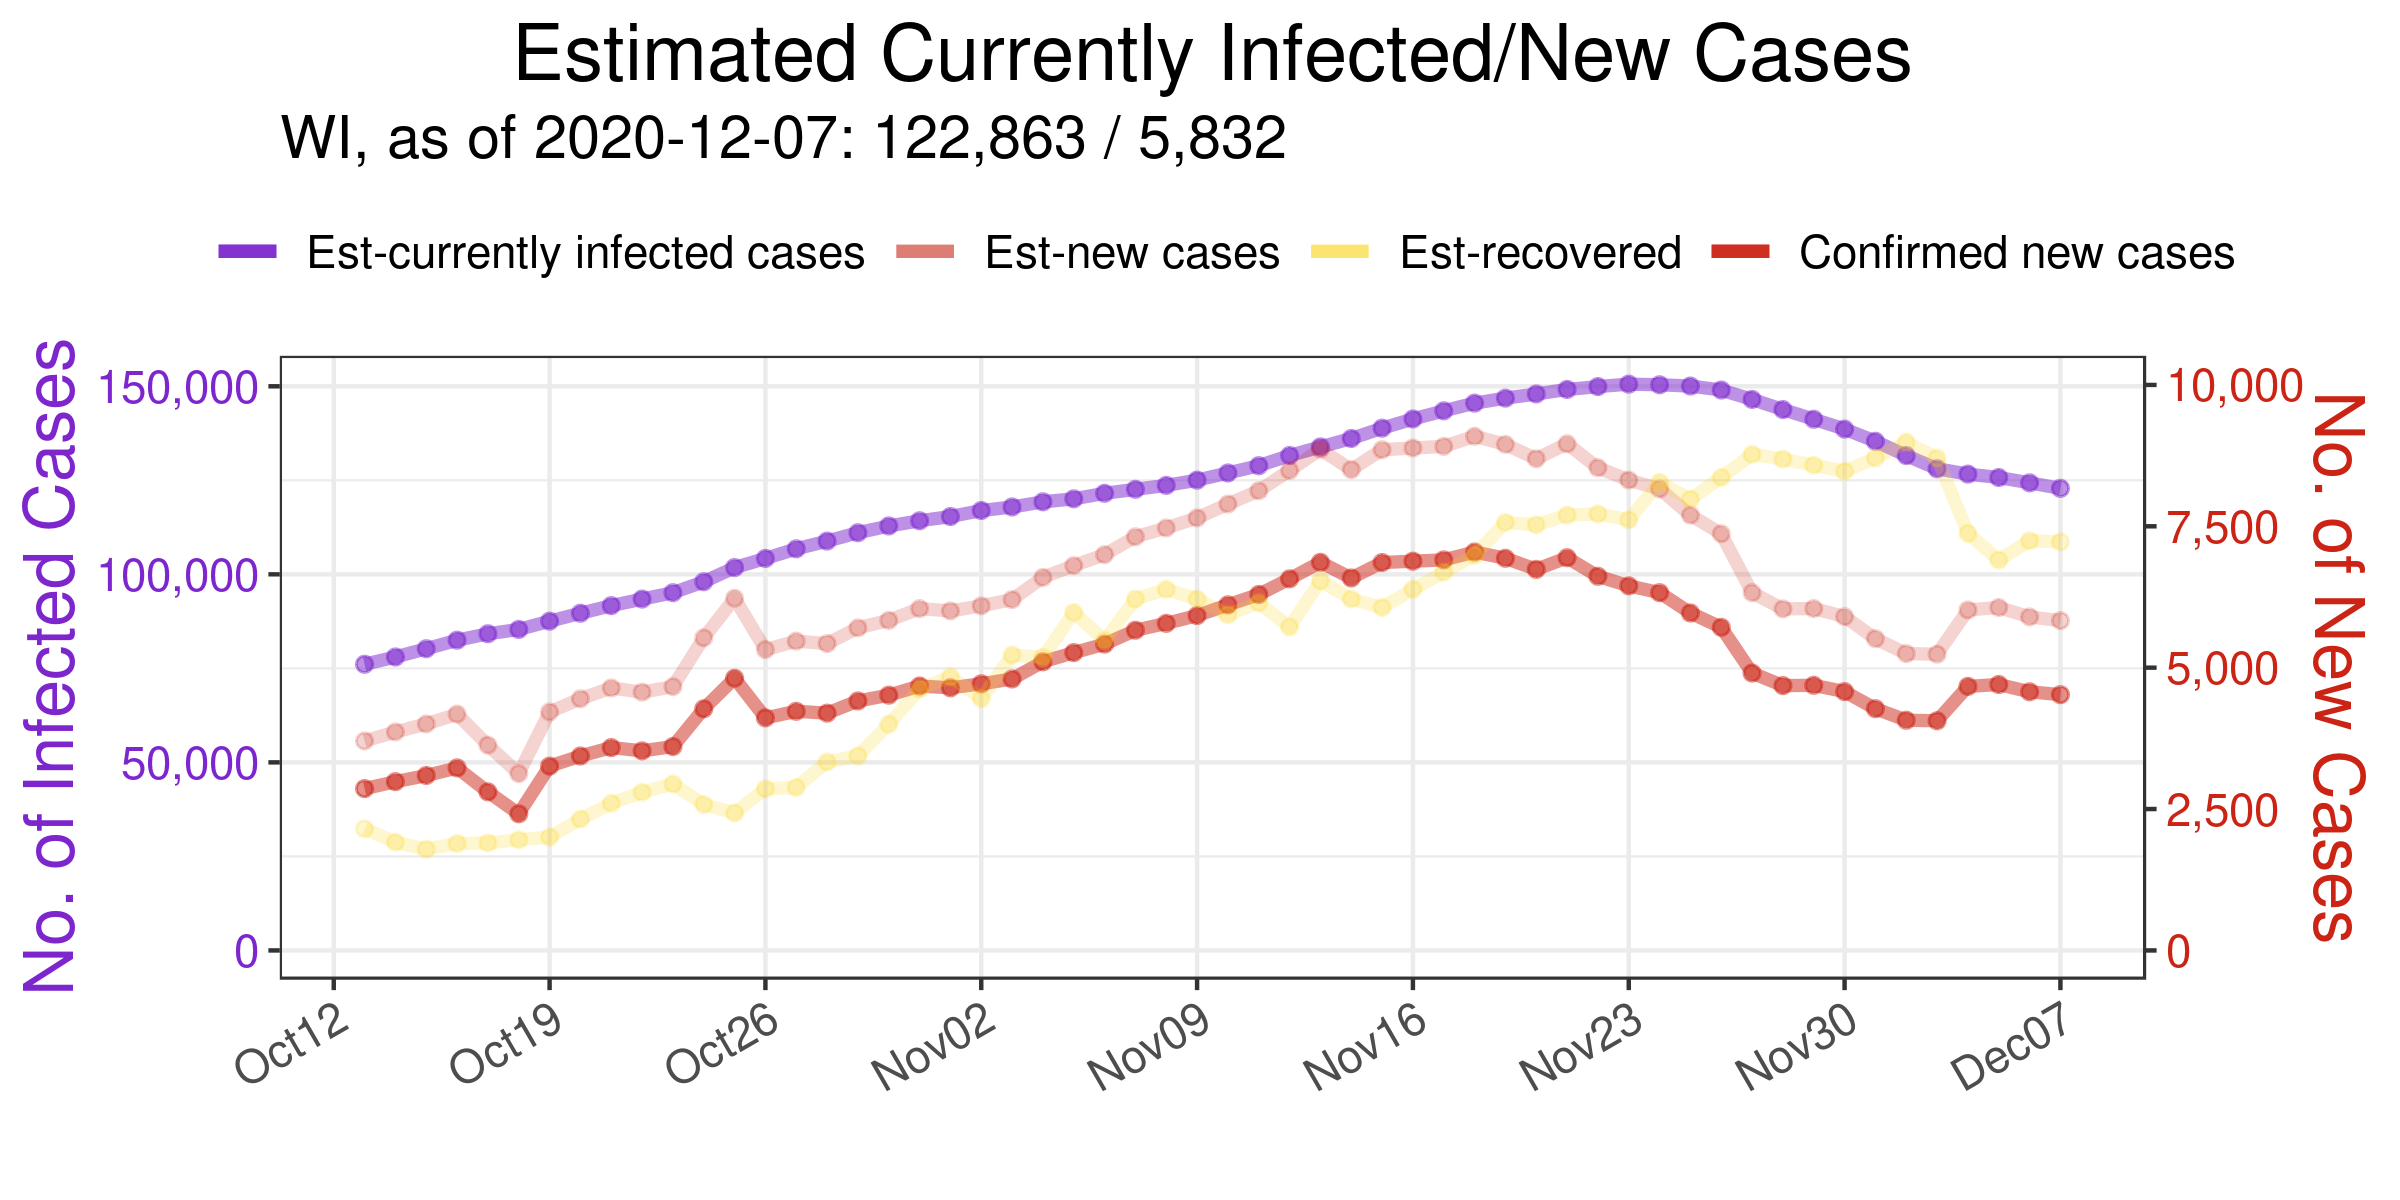 Estimated Currently Infected/New Cases
WI, as of 2020-12-07: 122,863 / 5,832
Est-currently infected cases Est-new cases Est-recovered Confirmed new cases
No. of Infected Cases
150,000
100,000
50,000
0
10,000
7,500
5,000
2,500
0
No. of New Cases
Oct12 Oct19 Oct26 Nov02 Nov09 Nov16 Nov23 Nov30 Dec07